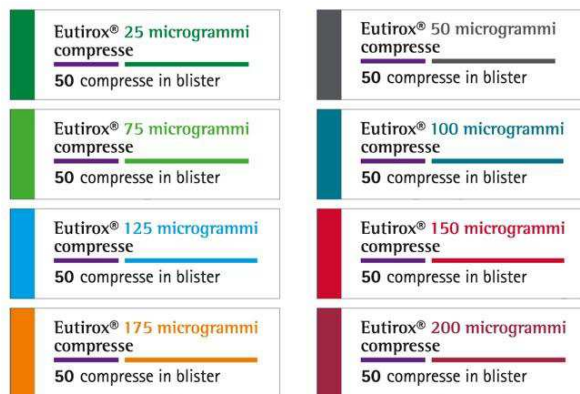 Eutirox® 25 microgrammi
compresse
50 compresse in blister
Eutirox® 50 microgrammi
compresse
50 compresse in blister
Eutirox® 75 microgrammi
compresse
50 compresse in blister
Eutirox® 100 microgrammi
compresse
50 compresse in blister
Eutirox® 125 microgrammi
compresse
50 compresse in blister
Eutirox® 150 microgrammi
compresse
50 compresse in blister
Eutirox® 175 microgrammi
compresse
50 compresse in blister
Eutirox® 200 microgrammi
compresse
50 compresse in blister